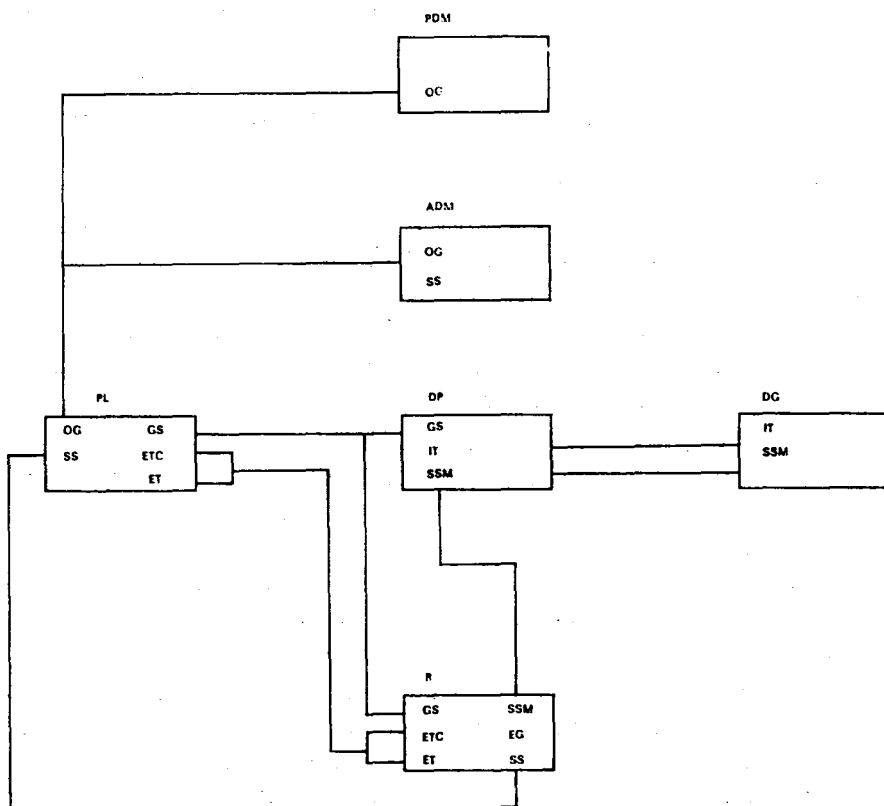 PDM
OG
ADM
OG
SS
PL
DP
DG
OG GS
SS ETC
ET
GS
IT
SSM
IT
SSM
R
GS SSM
ETC EG
ET SS